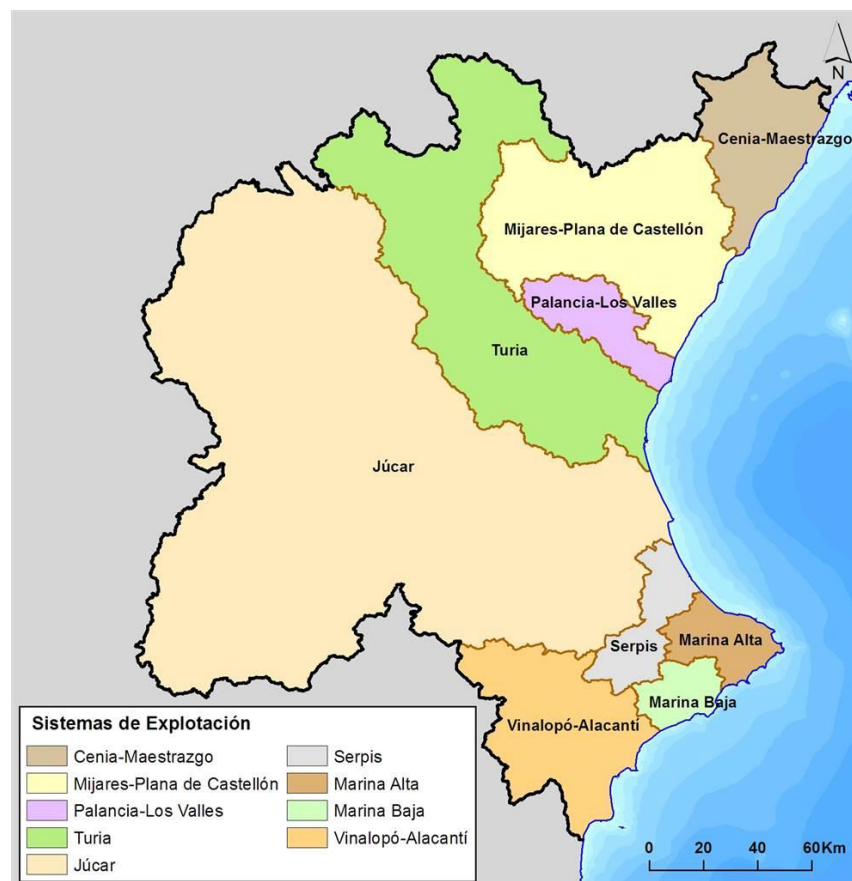 N
Cenia-Maestrazgo
Mijares-Plana de Castellón
Palancia-Los Valles
Turia
Júcar
Serpis
Marina Alta
Marina Baja
Vinalopó-Alacantí
Sistemas de Explotación
Cenia-Maestrazgo
Mijares-Plana de Castellón
Palancia-Los Valles
Turia
Júcar
Serpis
Marina Alta
Marina Baja
Vinalopó-Alacantí
0 20 40 60 Km